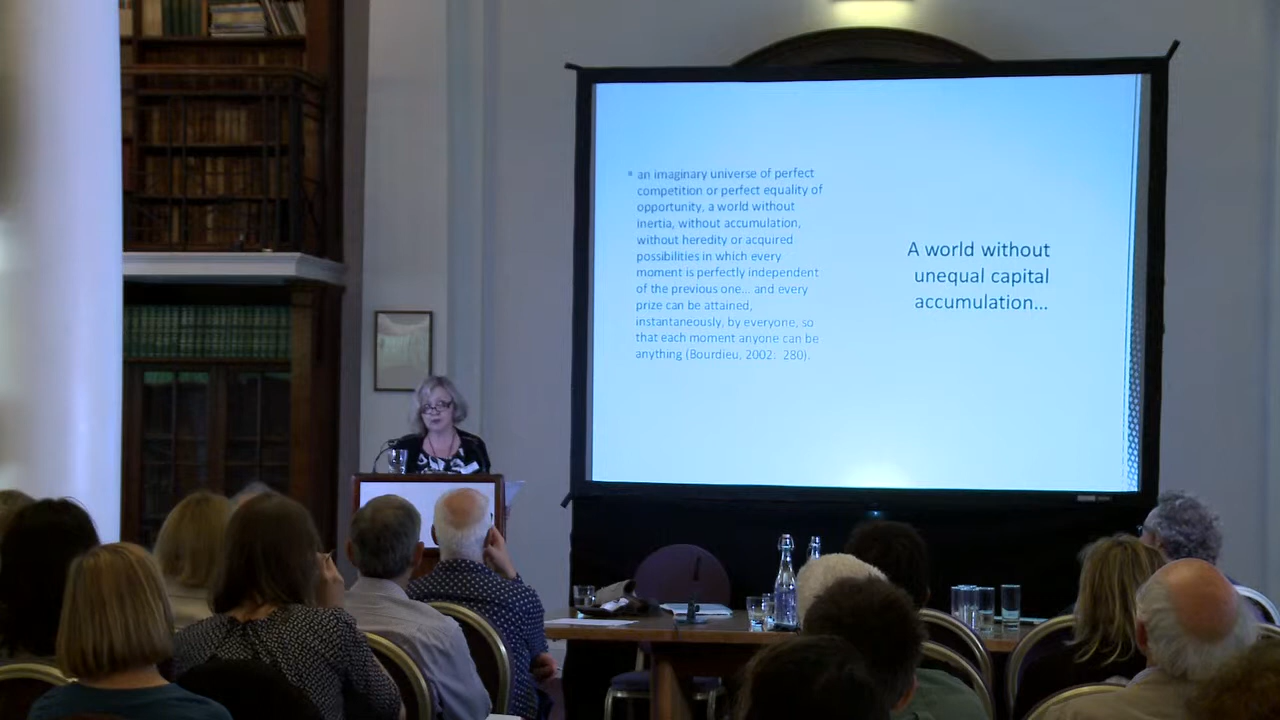 an imaginary universe of perfect
competition or perfect equality of
opportunity, a world without
inertia, without accumulation,
without heredity or acquired
possibilities in which every
moment is perfectly independent
of the previous one... and every
prize can be attained,
instantaneously, by everyone, so
that each moment anyone can be
anything (Bourdieu, 2002: 280).
A world without
unequal capital
accumulation...